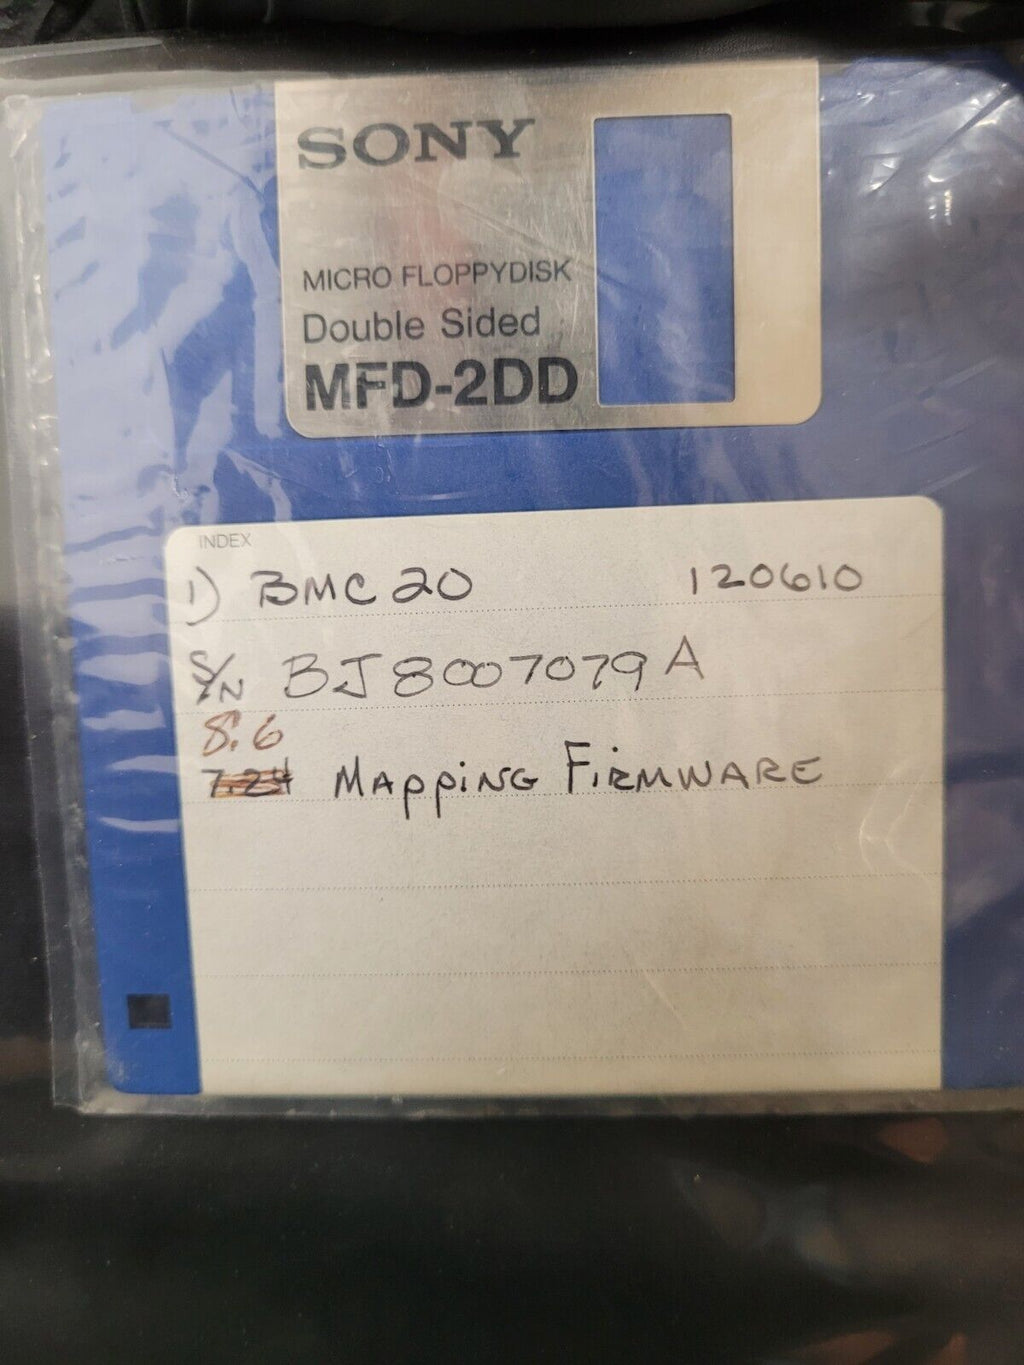 SONY
MICRO FLOPPYDISK
Double Sided
MFD-2DD
INDEX
1) BMC 20 120610
S/N BJ8007079A
8.6
7.24 MAPPiNG FiRMWARE